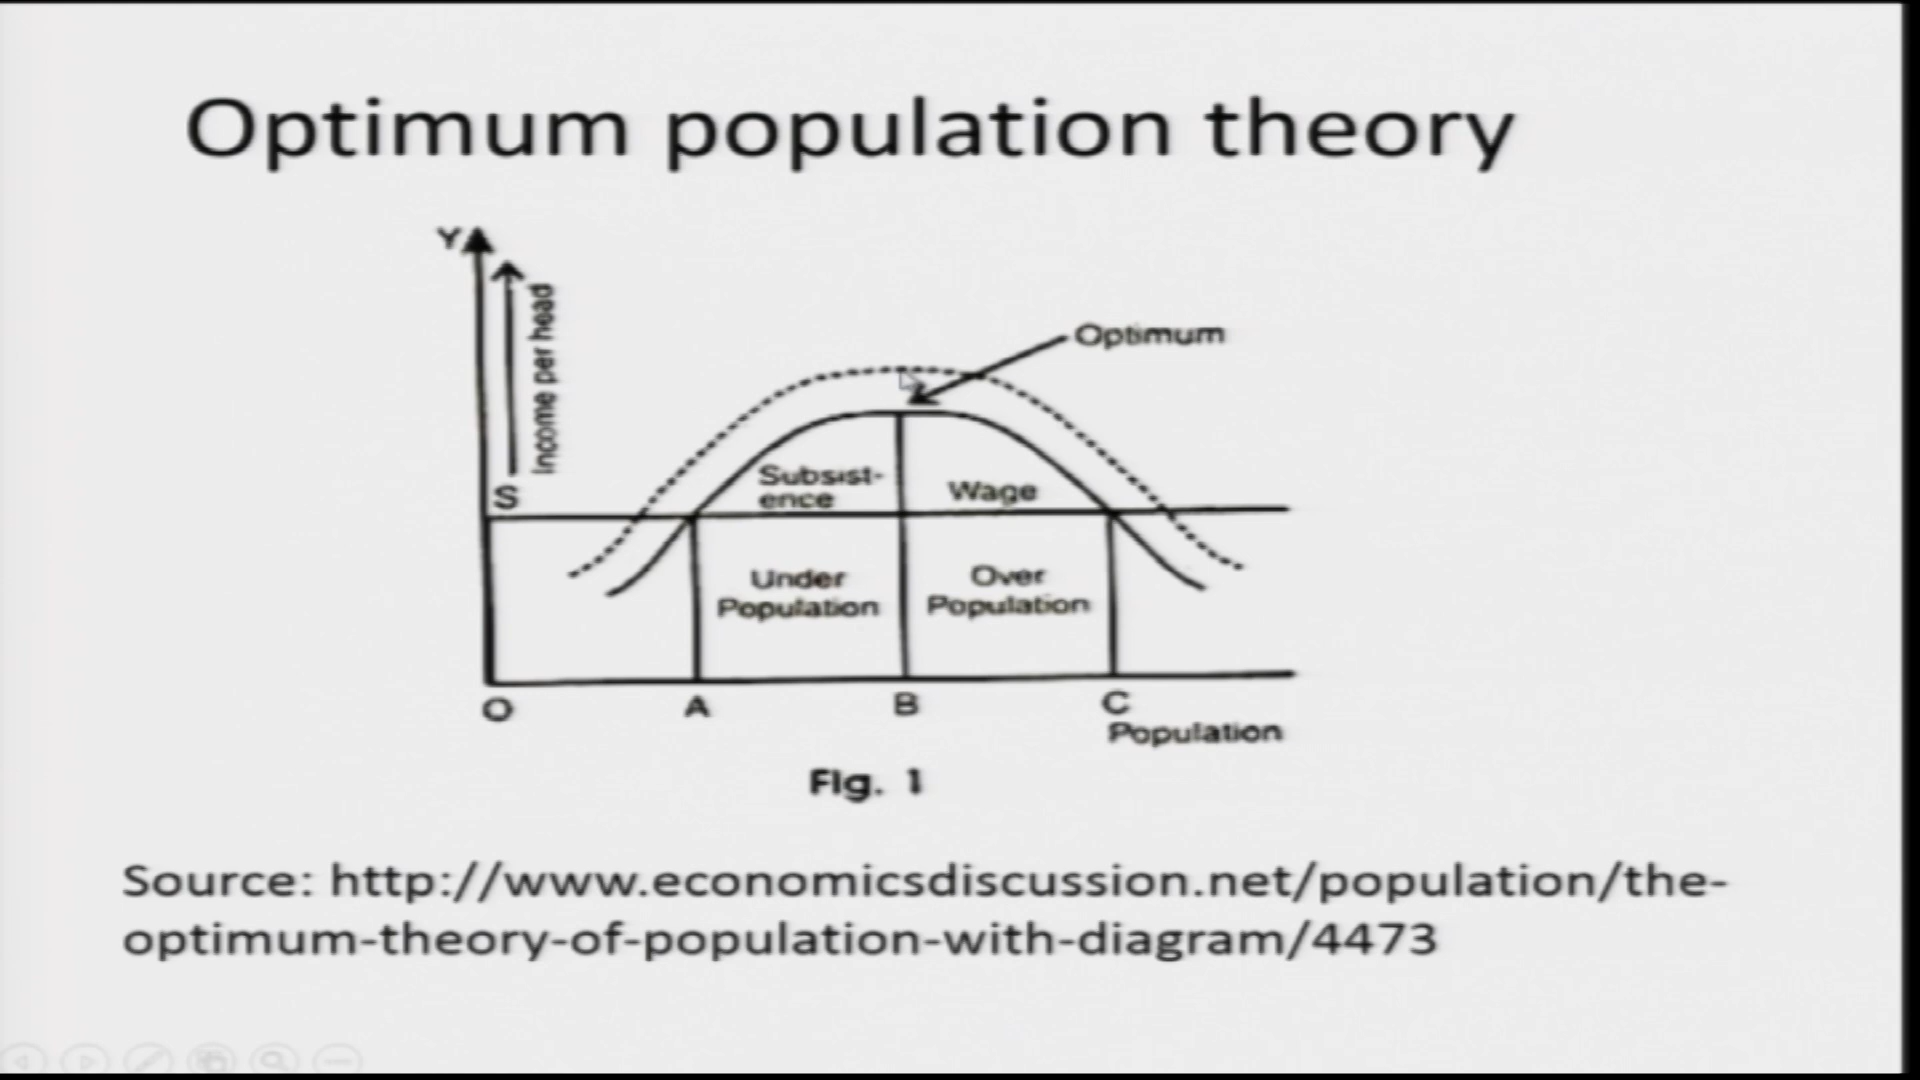 Optimum population theory
Y
Income per head
Optimum
S
Subsist-
ence
Wage
Under
Population
Over
Population
O
A
B
C
Population
Fig. 1
Source: http://www.economicsdiscussion.net/population/the-
optimum-theory-of-population-with-diagram/4473